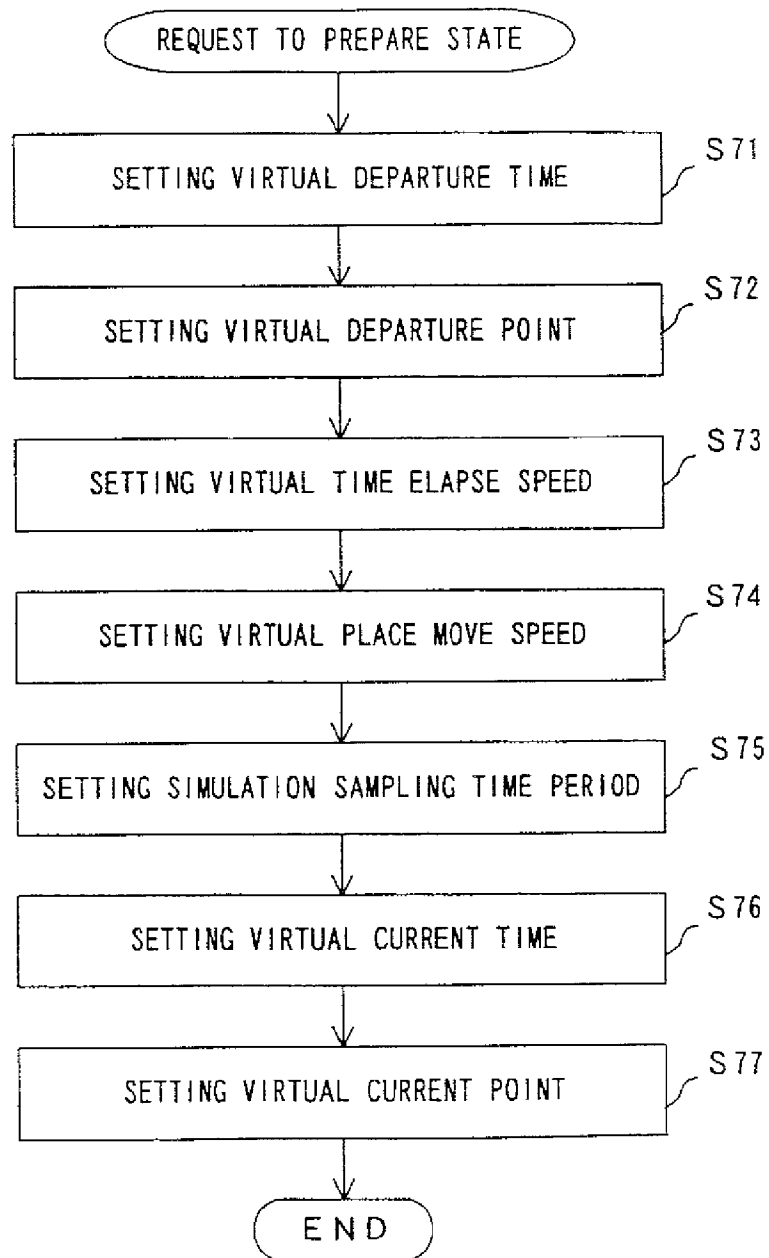 REQUEST TO PREPARE STATE
S71
SETTING VIRTUAL DEPARTURE TIME
S72
SETTING VIRTUAL DEPARTURE POINT
S73
SETTING VIRTUAL TIME ELAPSE SPEED
S74
SETTING VIRTUAL PLACE MOVE SPEED
S75
SETTING SIMULATION SAMPLING TIME PERIOD
S76
SETTING VIRTUAL CURRENT TIME
S77
SETTING VIRTUAL CURRENT POINT
END